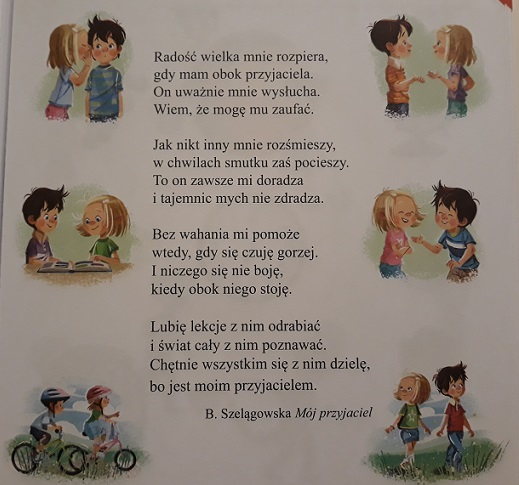 Radość wielka mnie rozpiera,
gdy mam obok przyjaciela.
On uważnie mnie wysłucha.
Wiem, że mogę mu zaufać.
Jak nikt inny mnie rozśmieszy,
w chwilach smutku zaś pocieszy.
To on zawsze mi doradza
i tajemnic mych nie zdradza.
Bez wahania mi pomoże
wtedy, gdy się czuję gorzej.
I niczego się nie boję,
kiedy obok niego stoję.
Lubię lekcje z nim odrabiać
i świat cały z nim poznawać.
Chętnie wszystkim się z nim dzielę,
bo jest moim przyjacielem.
B. Szelągowska Mój przyjaciel